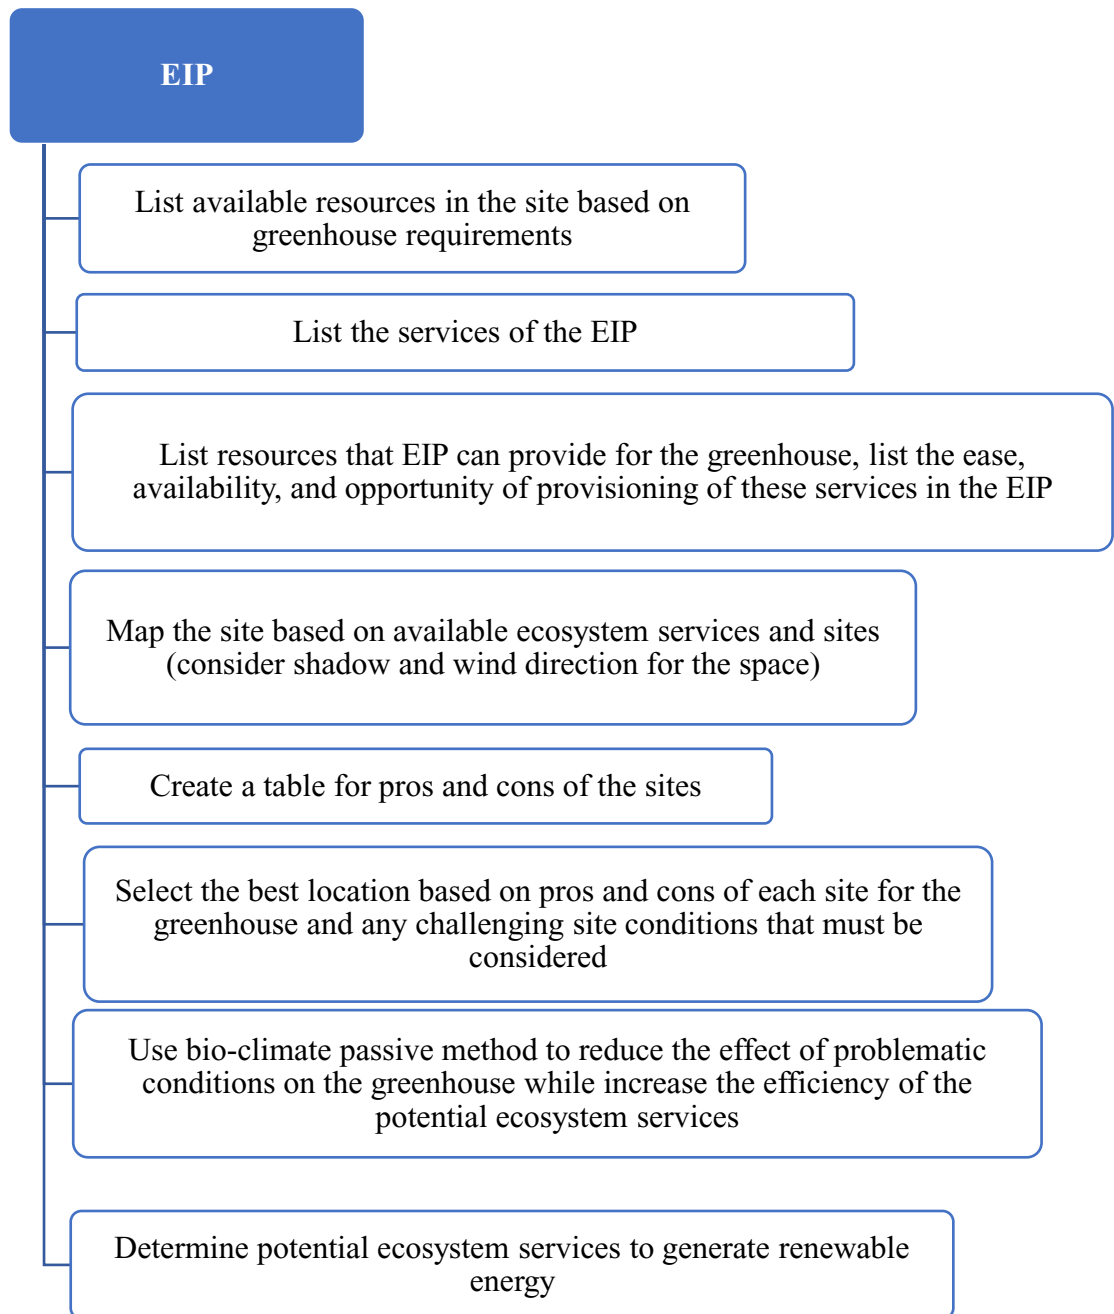 EIP
List available resources in the site based on
greenhouse requirements
List the services of the EIP
List resources that EIP can provide for the greenhouse, list the ease,
availability, and opportunity of provisioning of these services in the EIP
Map the site based on available ecosystem services and sites
(consider shadow and wind direction for the space)
Create a table for pros and cons of the sites
Select the best location based on pros and cons of each site for the
greenhouse and any challenging site conditions that must be
considered
Use bio-climate passive method to reduce the effect of problematic
conditions on the greenhouse while increase the efficiency of the
potential ecosystem services
Determine potential ecosystem services to generate renewable
energy